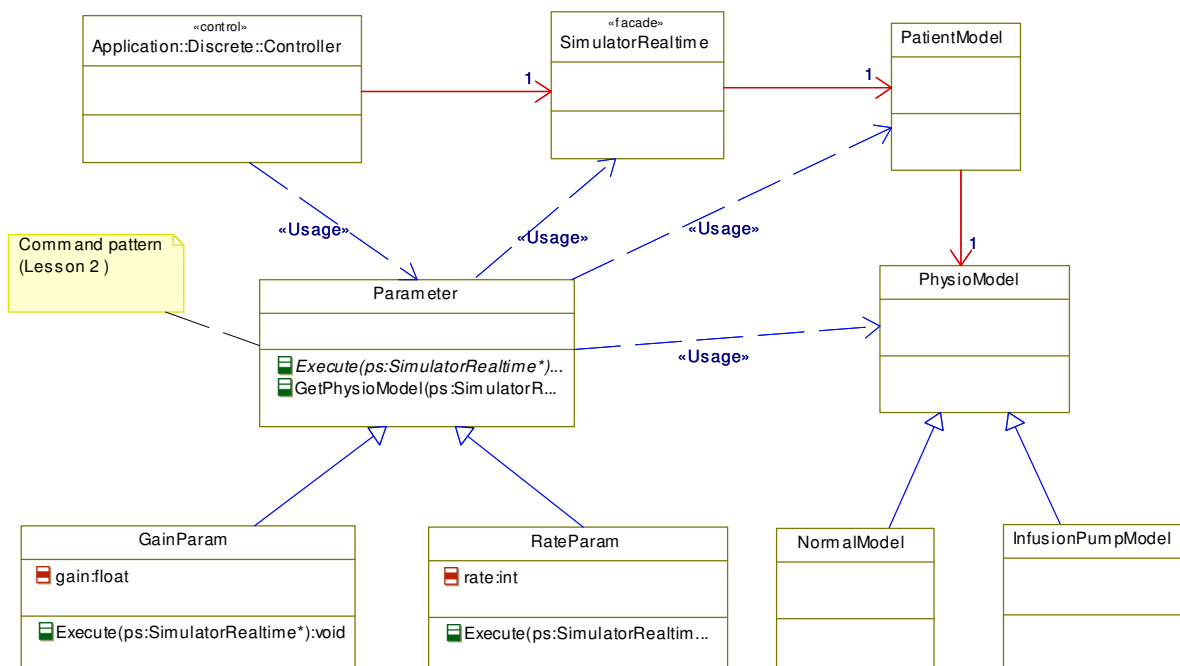 «control»
Application::Discrete::Controller
«facade»
SimulatorRealtime
PatientModel
1
1
«Usage»
«Usage»
«Usage»
1
Command pattern
(Lesson 2 )
Parameter
Execute(ps:SimulatorRealtime*)...
GetPhysioModel(ps:SimulatorR...
«Usage»
PhysioModel
GainParam
gain:float
Execute(ps:SimulatorRealtime*):void
RateParam
rate:int
Execute(ps:SimulatorRealtim...
NormalModel
InfusionPumpModel